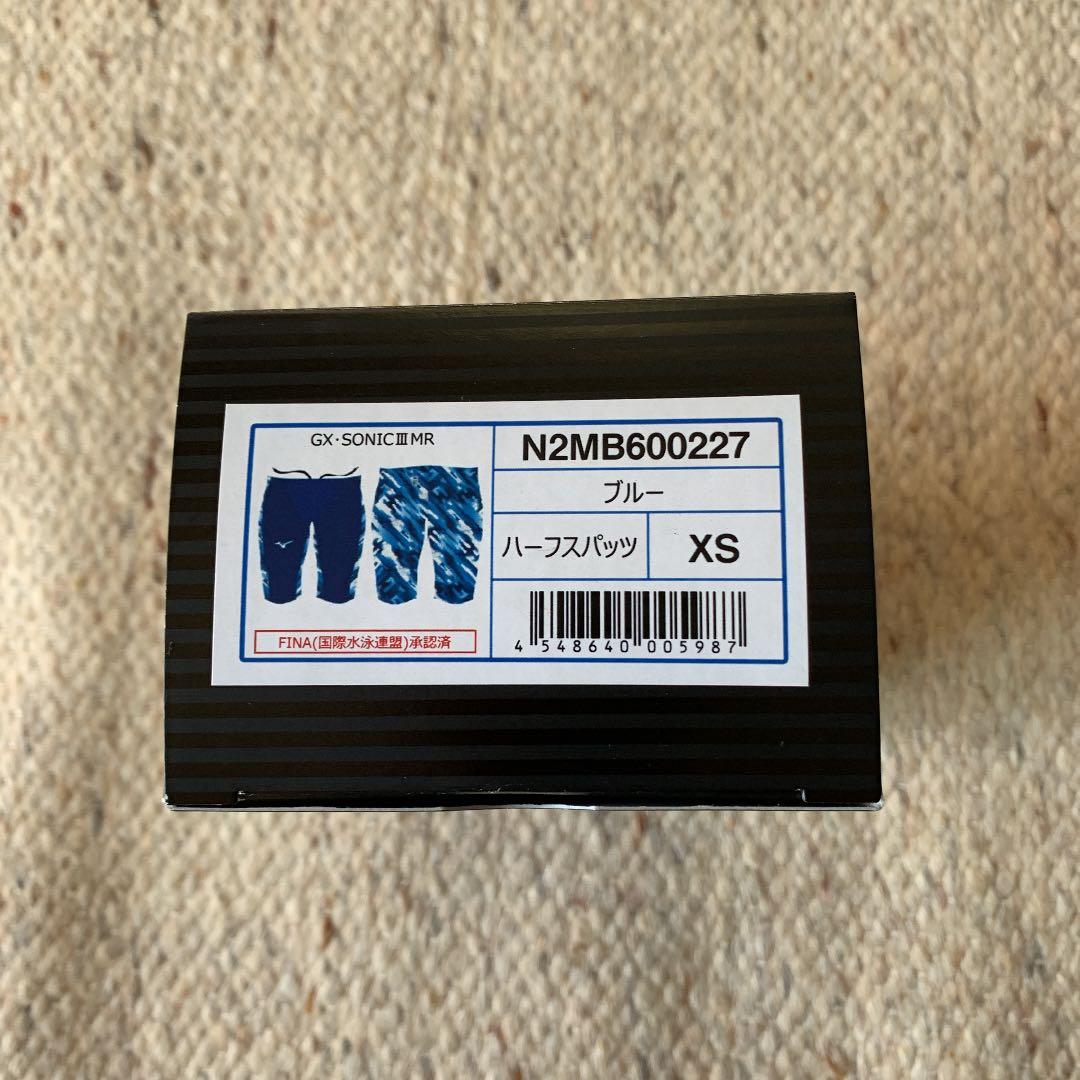 GX・SONICⅢMR
N2MB600227
ブルー
ハーフスパッツ
XS
FINA(国際水泳連盟)承認済
4 548640 005987